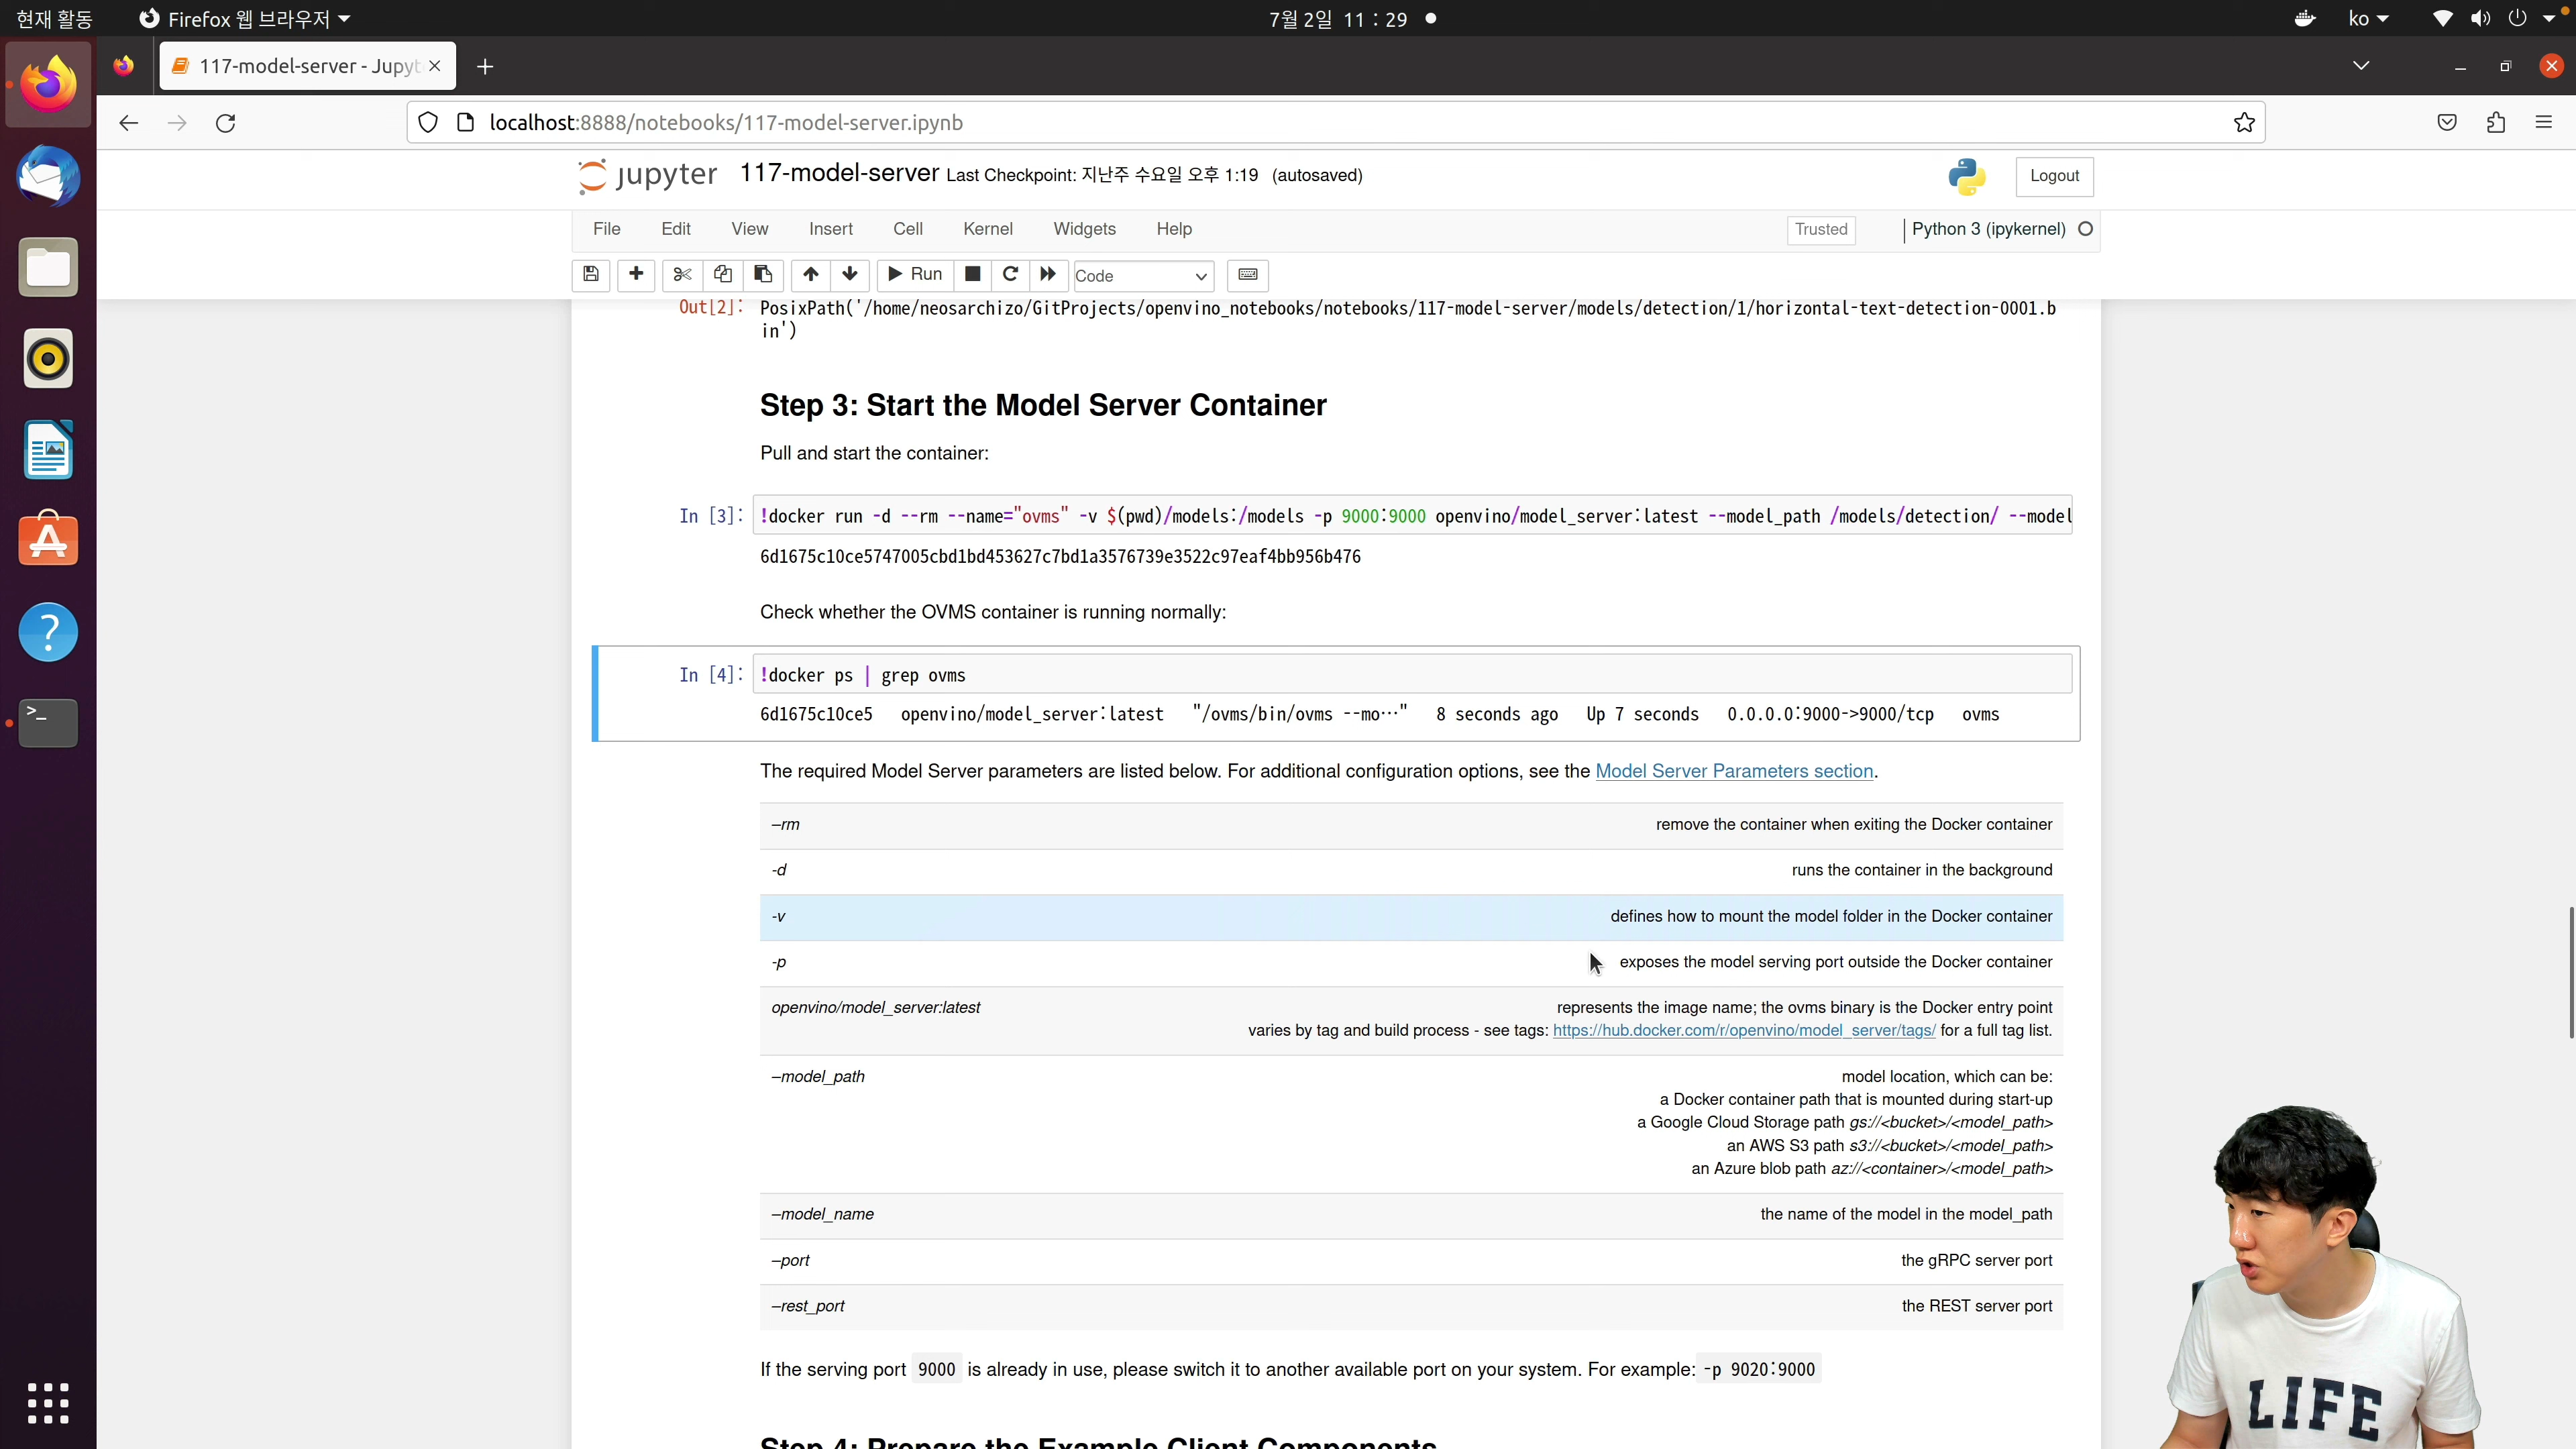 현재 활동
Firefox 웹 브라우저
7월 2일 11 : 29
ko
117-model-server - Jupyt
localhost:8888/notebooks/117-model-server.ipynb
jupyter
117-model-server Last Checkpoint: 지난주 수요일 오후 1:19 (autosaved)
Logout
File Edit View Insert Cell Kernel Widgets Help
Trusted
Python 3 (ipykernel)
Run
Code
Out[2]: PosixPath('/home/neosarchizo/GitProjects/openvino_notebooks/notebooks/117-model-server/models/detection/1/horizontal-text-detection-0001.b
in')
Step 3: Start the Model Server Container
Pull and start the container:
In [3]: !docker run -d --rm --name="ovms" -v $(pwd)/models:/models -p 9000:9000 openvino/model_server:latest --model_path /models/detection/ --model
6d1675c10ce5747005cbd1bd453627c7bd1a3576739e3522c97eaf4bb956b476
Check whether the OVMS container is running normally:
In [4]: !docker ps | grep ovms
6d1675c10ce5 openvino/model_server:latest "/ovms/bin/ovms --mo…" 8 seconds ago Up 7 seconds 0.0.0.0:9000->9000/tcp ovms
The required Model Server parameters are listed below. For additional configuration options, see the Model Server Parameters section.
–rm remove the container when exiting the Docker container
-d runs the container in the background
-v defines how to mount the model folder in the Docker container
-p exposes the model serving port outside the Docker container
openvino/model_server:latest represents the image name; the ovms binary is the Docker entry point
varies by tag and build process - see tags: https://hub.docker.com/r/openvino/model_server/tags/ for a full tag list.
–model_path model location, which can be:
a Docker container path that is mounted during start-up
a Google Cloud Storage path gs://<bucket>/<model_path>
an AWS S3 path s3://<bucket>/<model_path>
an Azure blob path az://<container>/<model_path>
–model_name the name of the model in the model_path
–port the gRPC server port
–rest_port the REST server port
If the serving port 9000 is already in use, please switch it to another available port on your system. For example: -p 9020:9000
Step 4: Prepare the Example Client Components
LIFE